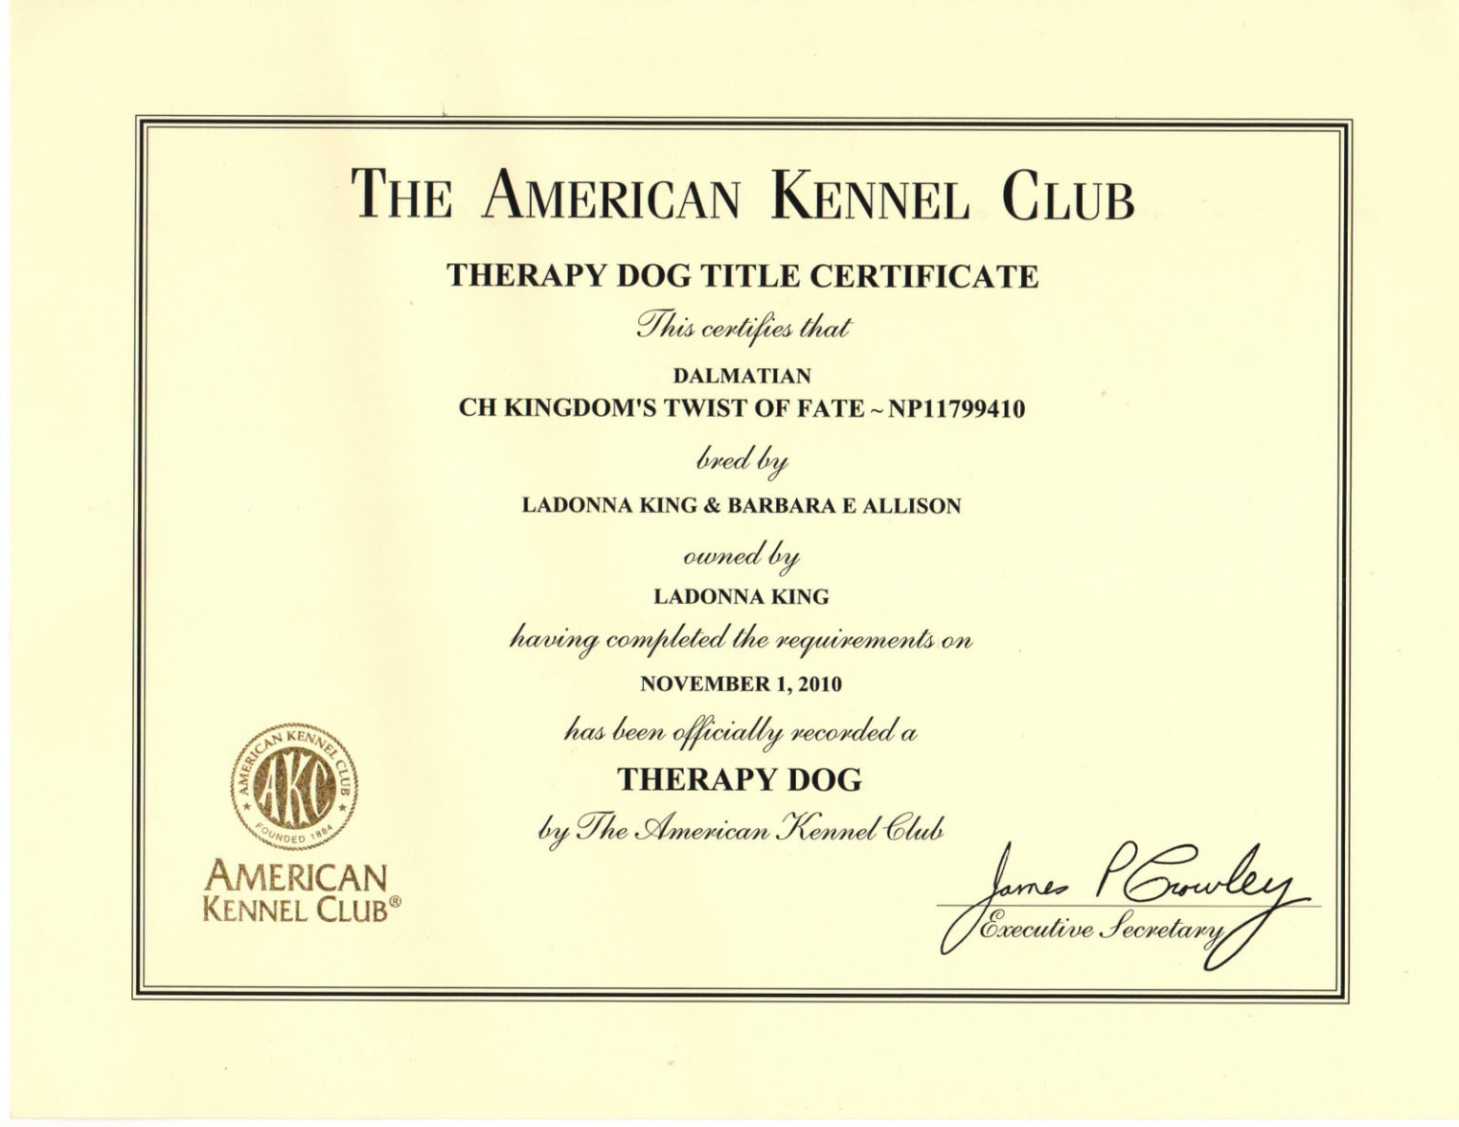 THE AMERICAN KENNEL CLUB
THERAPY DOG TITLE CERTIFICATE
This certifies that
DALMATIAN
CH KINGDOM'S TWIST OF FATE ~ NP11799410
bred by
LADONNA KING & BARBARA E ALLISON
owned by
LADONNA KING
having completed the requirements on
NOVEMBER 1, 2010
has been officially recorded a
THERAPY DOG
by The American Kennel Club
AMERICAN KENNEL CLUB
AKC
FOUNDED 1884
AMERICAN
KENNEL CLUB®
James P Crowley
Executive Secretary